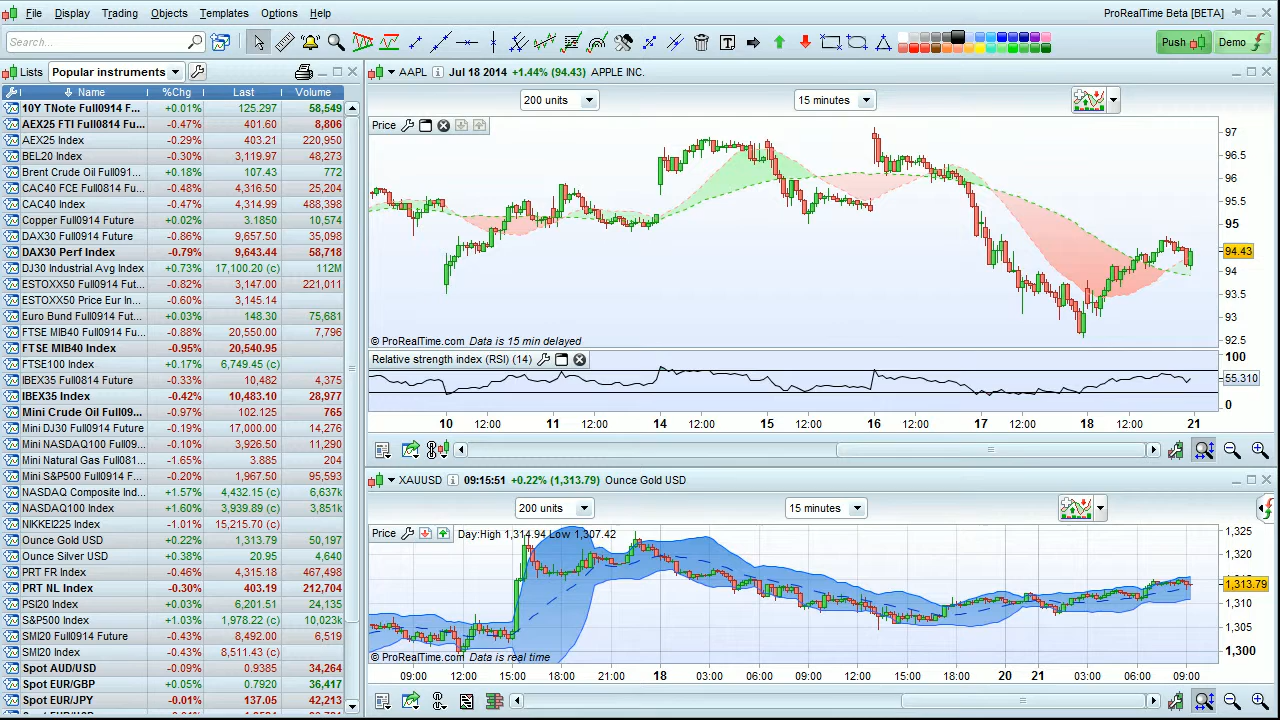 File Display Trading Objects Templates Options Help
ProRealTime Beta [BETA]
Search...
Push
Demo
Lists Popular instruments
Name %Chg Last Volume
10Y TNote Full0914 F... +0.01% 125.297 58,549
AEX25 FTI Full0814 Fu... -0.47% 401.60 8,806
AEX25 Index -0.29% 403.21 220,950
BEL20 Index -0.30% 3,119.97 48,273
Brent Crude Oil Full091... +0.18% 107.43 772
CAC40 FCE Full0814 F... -0.48% 4,316.50 25,204
CAC40 Index -0.47% 4,314.99 488,398
Copper Full0914 Future +0.02% 3.1850 10,574
DAX30 Full0914 Future -0.86% 9,657.50 35,098
DAX30 Perf Index -0.79% 9,643.44 58,718
DJ30 Industrial Avg Index +0.73% 17,100.20 (c) 112M
ESTOXX50 Full0914 Fu... -0.82% 3,147.00 221,011
ESTOXX50 Price Eur In... -0.60% 3,145.14
Euro Bund Full0914 Fut... +0.03% 148.30 75,681
FTSE MIB40 Full0914 F... -0.88% 20,550.00 7,796
FTSE MIB40 Index -0.95% 20,540.95
FTSE100 Index +0.17% 6,749.45 (c)
IBEX35 Full0814 Future -0.33% 10,482 4,375
IBEX35 Index -0.42% 10,483.10 28,977
Mini Crude Oil Full09... -0.97% 102.125 765
Mini DJ30 Full0914 Future -0.19% 17,000.00 14,276
Mini NASDAQ100 Full09... -0.10% 3,926.50 11,290
Mini Natural Gas Full081... -1.65% 3.885 204
Mini S&P500 Full0914 F... -0.20% 1,967.50 95,593
NASDAQ Composite Ind... +1.57% 4,432.15 (c) 6,637k
NASDAQ100 Index +1.60% 3,939.89 (c) 3,851k
NIKKEI225 Index -1.01% 15,215.70 (c)
Ounce Gold USD +0.22% 1,313.79 50,197
Ounce Silver USD +0.38% 20.95 4,640
PRT FR Index -0.46% 4,315.18 467,498
PRT NL Index -0.30% 403.19 212,704
PSI20 Index +0.03% 6,201.51 24,135
S&P500 Index +1.03% 1,978.22 (c) 10,023k
SMI20 Full0914 Future -0.43% 8,492.00 6,519
SMI20 Index -0.43% 8,511.43 (c)
Spot AUD/USD -0.09% 0.9385 34,264
Spot EUR/GBP +0.05% 0.7920 36,417
Spot EUR/JPY -0.01% 137.05 42,213
AAPL Jul 18 2014 +1.44% (94.43) APPLE INC.
200 units 15 minutes
Price
97
96.5
96
95.5
95
94.43
94
93.5
93
92.5
© ProRealTime.com Data is 15 min delayed
Relative strength index (RSI) (14)
100
55.310
0
10 12:00 11 12:00 14 12:00 15 12:00 16 12:00 17 12:00 18 12:00 21
XAUUSD 09:15:51 +0.22% (1,313.79) Ounce Gold USD
200 units 15 minutes
Price Day:High 1,314.94 Low 1,307.42
1,325
1,320
1,313.79
1,310
1,305
1,300
© ProRealTime.com Data is real time
09:00 12:00 15:00 18:00 18 03:00 06:00 09:00 12:00 15:00 18:00 20 21 03:00 06:00 09:00